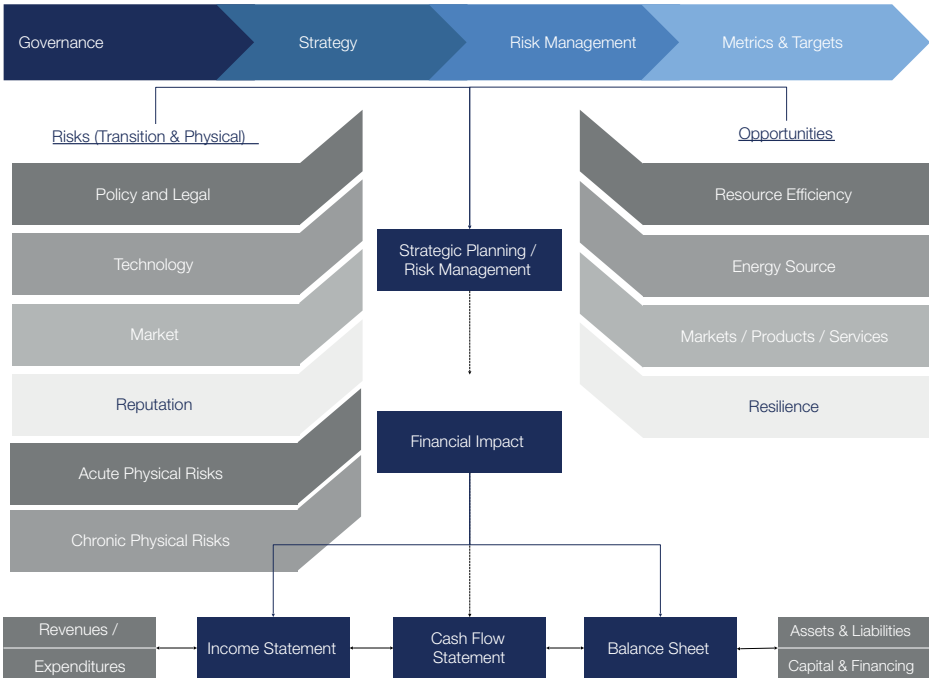 Governance
Strategy
Risk Management
Metrics & Targets
Risks (Transition & Physical)
Opportunities
Policy and Legal
Technology
Market
Reputation
Acute Physical Risks
Chronic Physical Risks
Strategic Planning /
Risk Management
Financial Impact
Resource Efficiency
Energy Source
Markets / Products / Services
Resilience
Revenues /
Expenditures
Income Statement
Cash Flow
Statement
Balance Sheet
Assets & Liabilities
Capital & Financing